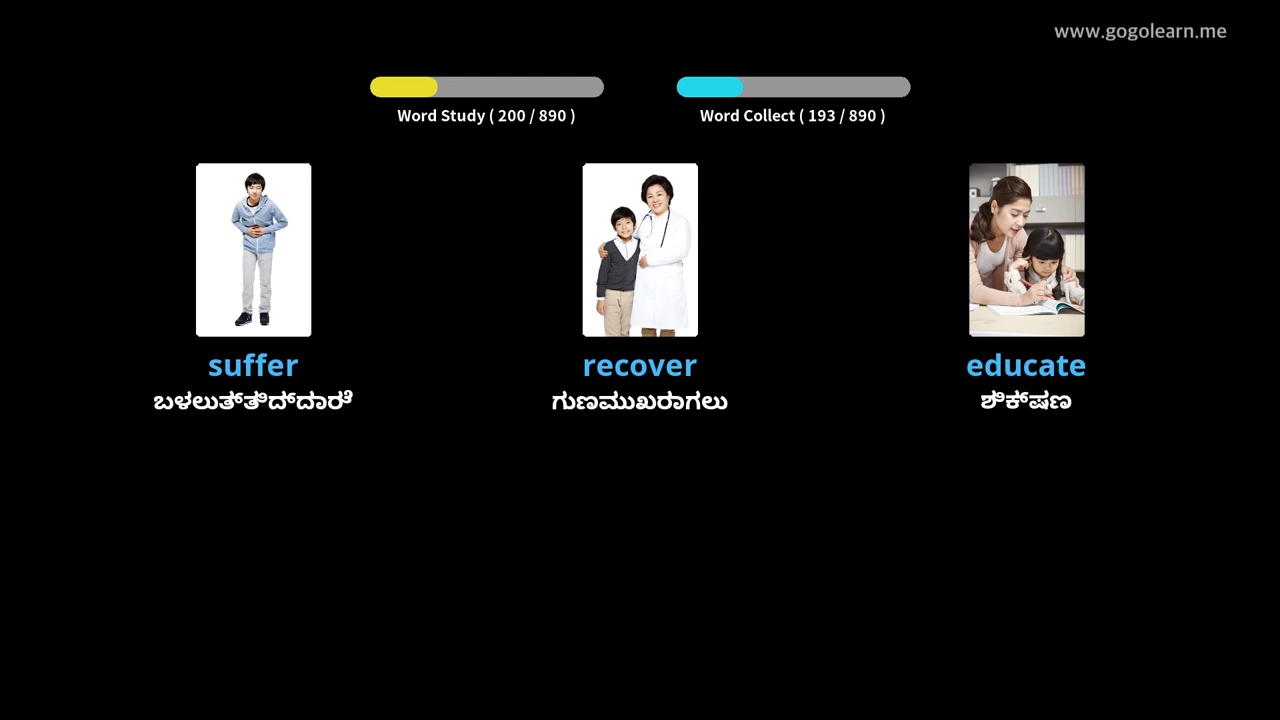 www.gogolearn.me
Word Study ( 200 / 890 )
Word Collect ( 193 / 890 )
suffer
recover
educate
ಬಳಲುತ್ತಿದ್ದಾರೆ
ಗುಣಮುಖರಾಗಲು
ಶಿಕ್ಷಣ